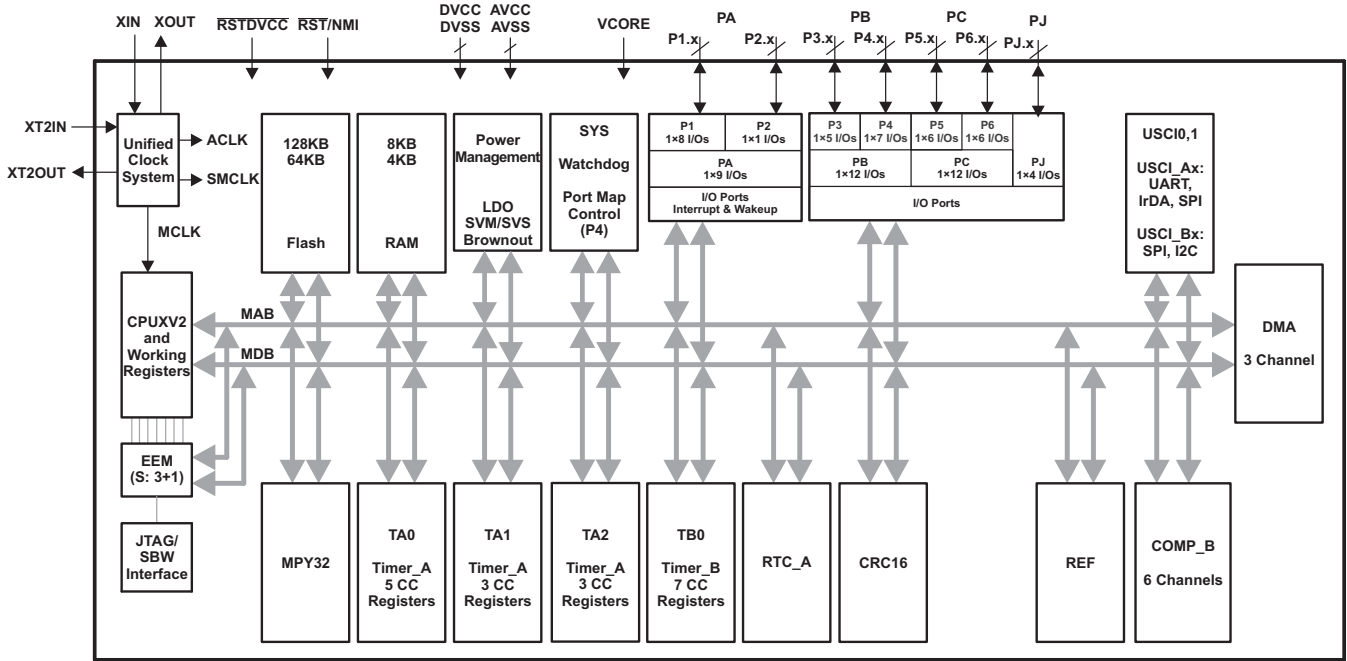 XIN
XOUT
RSTDVCC
RST/NMI
DVCC
DVSS
AVCC
AVSS
VCORE
PA
P1.x
P2.x
PB
P3.x
P4.x
PC
P5.x
P6.x
PJ
PJ.x
XT2IN
XT2OUT
Unified
Clock
System
ACLK
SMCLK
MCLK
128KB
64KB
Flash
8KB
4KB
RAM
Power
Management
LDO
SVM/SVS
Brownout
SYS
Watchdog
Port Map
Control
(P4)
P1
1×8 I/Os
P2
1×1 I/Os
PA
1×9 I/Os
I/O Ports
Interrupt & Wakeup
P3
1×5 I/Os
P4
1×7 I/Os
P5
1×6 I/Os
P6
1×6 I/Os
PB
1×12 I/Os
PC
1×12 I/Os
PJ
1×4 I/Os
I/O Ports
USCI0,1
USCI_Ax:
UART,
IrDA, SPI
USCI_Bx:
SPI, I2C
CPUXV2
and
Working
Registers
MAB
MDB
DMA
3 Channel
EEM
(S: 3+1)
JTAG/
SBW
Interface
MPY32
TA0
Timer_A
5 CC
Registers
TA1
Timer_A
3 CC
Registers
TA2
Timer_A
3 CC
Registers
TB0
Timer_B
7 CC
Registers
RTC_A
CRC16
REF
COMP_B
6 Channels